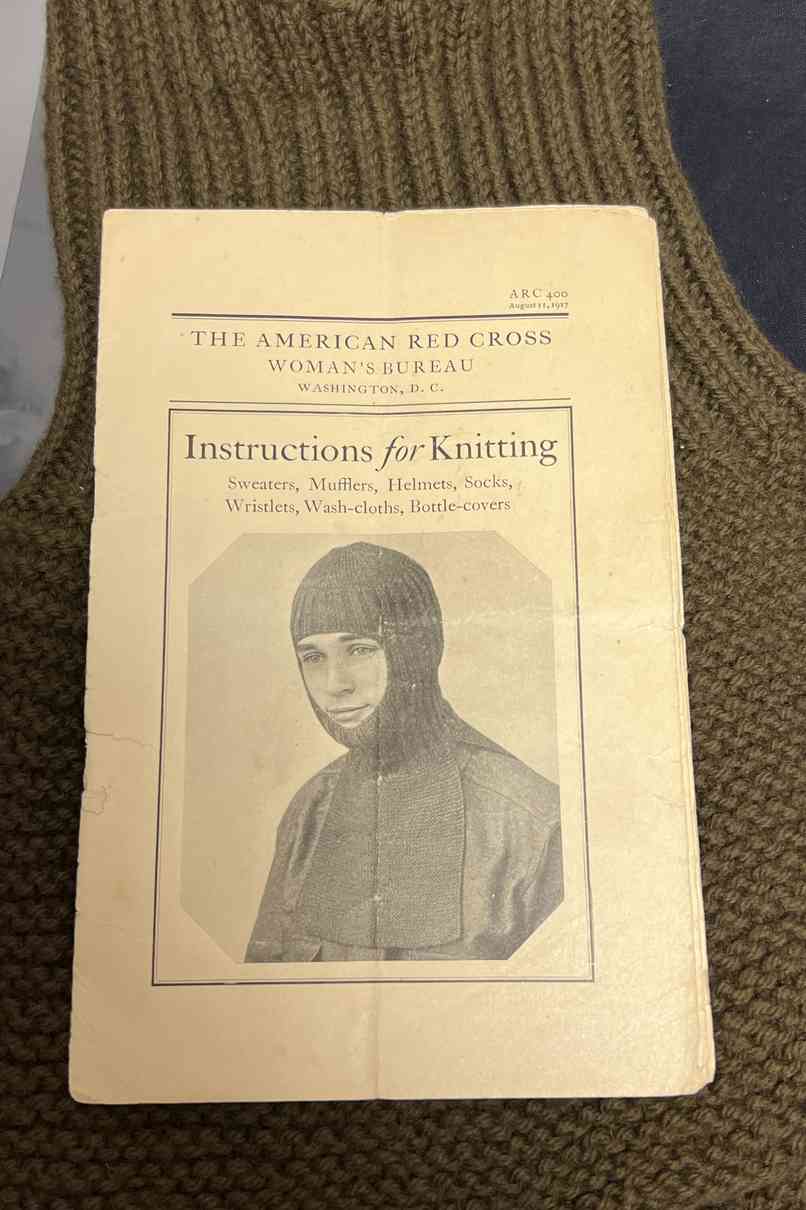 ARC 400
August 11, 1917
THE AMERICAN RED CROSS
WOMAN'S BUREAU
WASHINGTON, D. C.
Instructions for Knitting
Sweaters, Mufflers, Helmets, Socks,
Wristlets, Wash-cloths, Bottle-covers